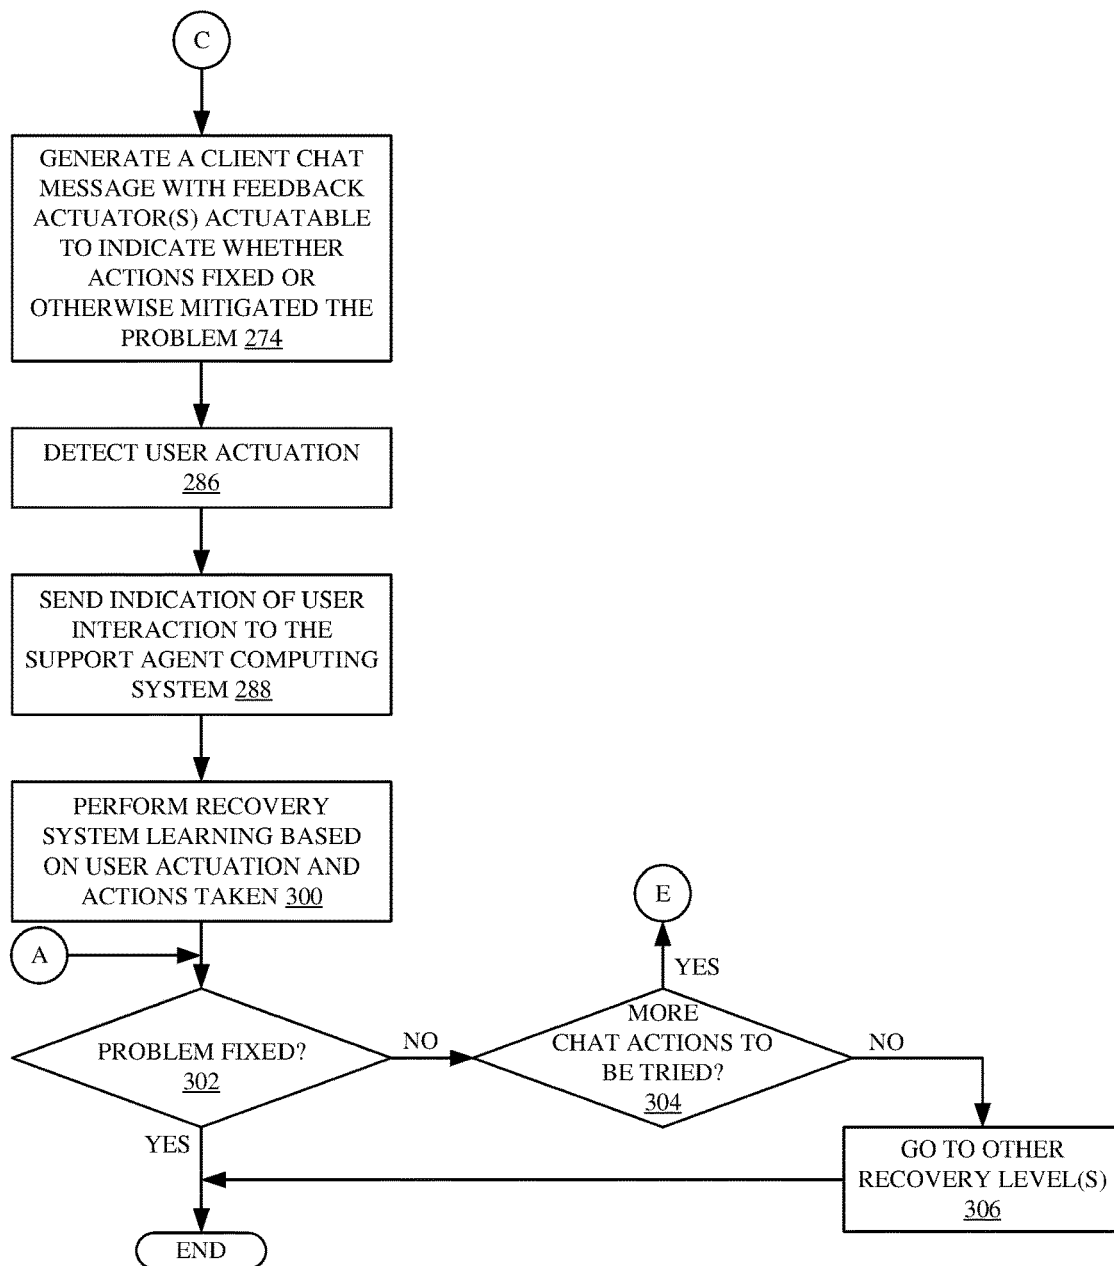 C
GENERATE A CLIENT CHAT
MESSAGE WITH FEEDBACK
ACTUATOR(S) ACTUATABLE
TO INDICATE WHETHER
ACTIONS FIXED OR
OTHERWISE MITIGATED THE
PROBLEM 274
DETECT USER ACTUATION
286
SEND INDICATION OF USER
INTERACTION TO THE
SUPPORT AGENT COMPUTING
SYSTEM 288
PERFORM RECOVERY
SYSTEM LEARNING BASED
ON USER ACTUATION AND
ACTIONS TAKEN 300
A
E
YES
PROBLEM FIXED?
302
NO
MORE
CHAT ACTIONS TO
BE TRIED?
304
NO
YES
GO TO OTHER
RECOVERY LEVEL(S)
306
END